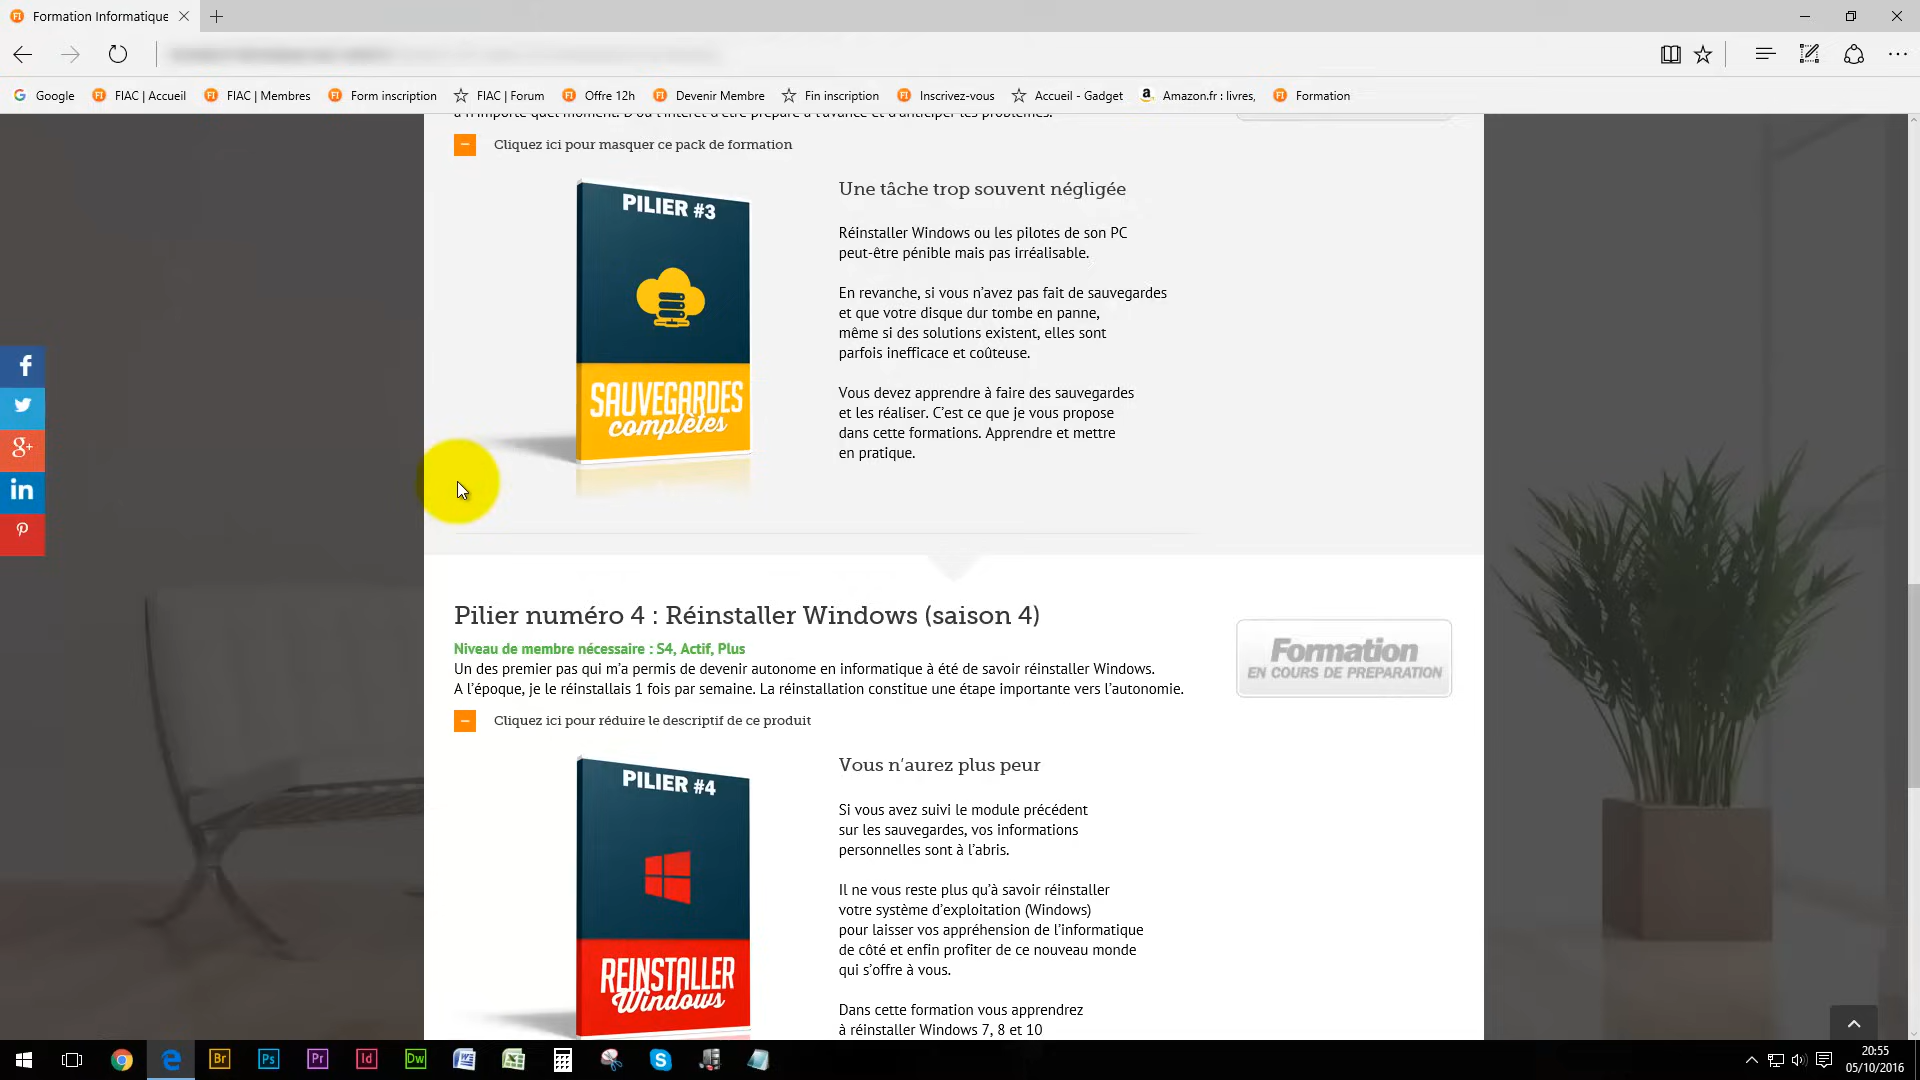 Formation Informatique
Google
FIAC | Accueil
FIAC | Membres
Form inscription
FIAC | Forum
Offre 12h
Devenir Membre
Fin inscription
Inscrivez-vous
Accueil - Gadget
Amazon.fr : livres,
Formation
à n'importe quel moment. D'où l'intérêt d'être préparé à l'avance et d'anticiper les problèmes.
Cliquez ici pour masquer ce pack de formation
PILIER #3
SAUVEGARDES
complètes
Une tâche trop souvent négligée
Réinstaller Windows ou les pilotes de son PC
peut-être pénible mais pas irréalisable.
En revanche, si vous n'avez pas fait de sauvegardes
et que votre disque dur tombe en panne,
même si des solutions existent, elles sont
parfois inefficace et coûteuse.
Vous devez apprendre à faire des sauvegardes
et les réaliser. C'est ce que je vous propose
dans cette formations. Apprendre et mettre
en pratique.
Pilier numéro 4 : Réinstaller Windows (saison 4)
Niveau de membre nécessaire : S4, Actif, Plus
Un des premier pas qui m'a permis de devenir autonome en informatique à été de savoir réinstaller Windows.
A l'époque, je le réinstallais 1 fois par semaine. La réinstallation constitue une étape importante vers l'autonomie.
Formation
EN COURS DE PREPARATION
Cliquez ici pour réduire le descriptif de ce produit
PILIER #4
REINSTALLER
Windows
Vous n'aurez plus peur
Si vous avez suivi le module précédent
sur les sauvegardes, vos informations
personnelles sont à l'abris.
Il ne vous reste plus qu'à savoir réinstaller
votre système d'exploitation (Windows)
pour laisser vos appréhension de l'informatique
de côté et enfin profiter de ce nouveau monde
qui s'offre à vous.
Dans cette formation vous apprendrez
à réinstaller Windows 7, 8 et 10
20:55
05/10/2016